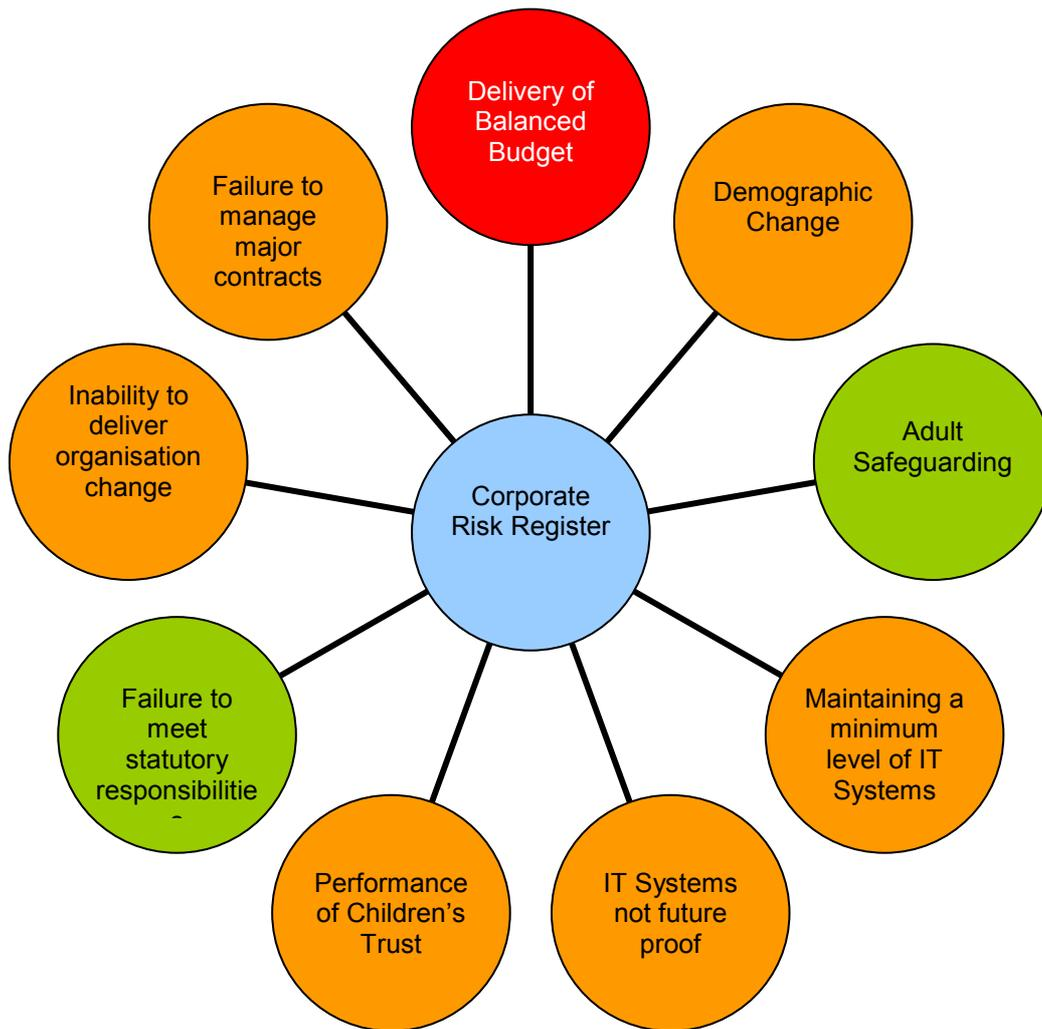 Delivery of
Balanced
Budget
Demographic
Change
Adult
Safeguarding
Maintaining a
minimum
level of IT
Systems
IT Systems
not future
proof
Performance
of Children's
Trust
Failure to
meet
statutory
responsibilitie
Inability to
deliver
organisation
change
Failure to
manage
major
contracts
Corporate
Risk Register